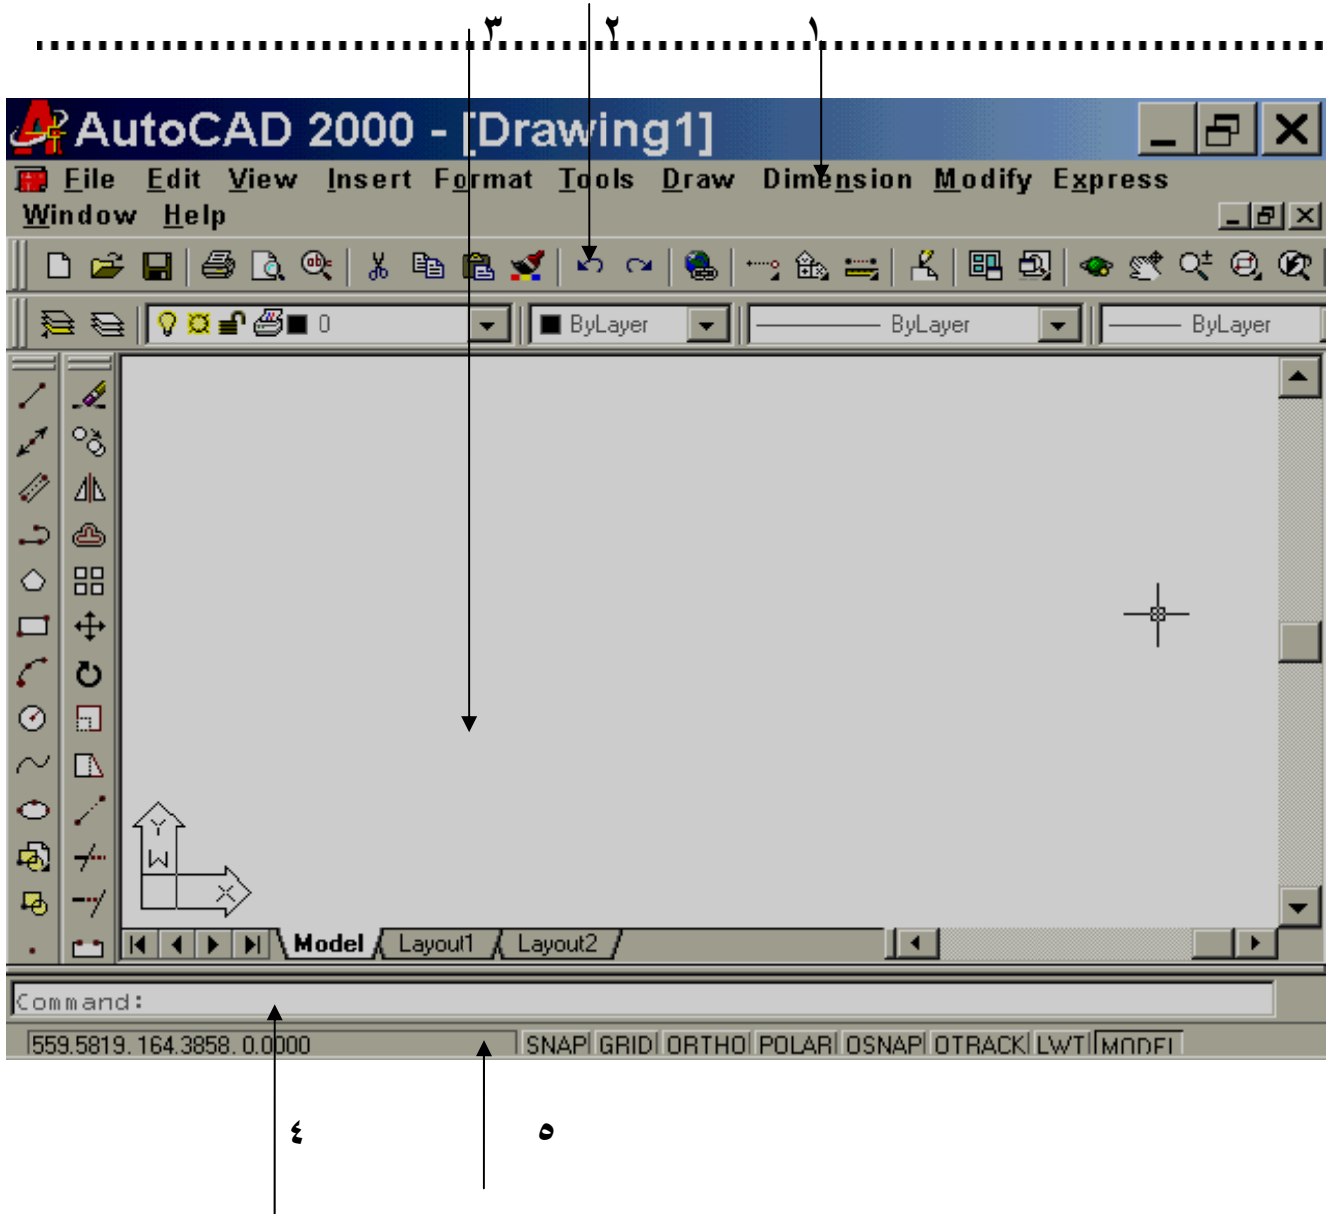 ٣ ٢ ١
AutoCAD 2000 - [Drawing1]
File Edit View Insert Format Tools Draw Dimension Modify Express
Window Help
0 ByLayer ByLayer ByLayer
Y
W
X
Model Layout1 Layout2
Command:
559.5819, 164.3858, 0.0000 SNAP GRID ORTHO POLAR OSNAP OTRACK LWT MODEL
٤ ٥